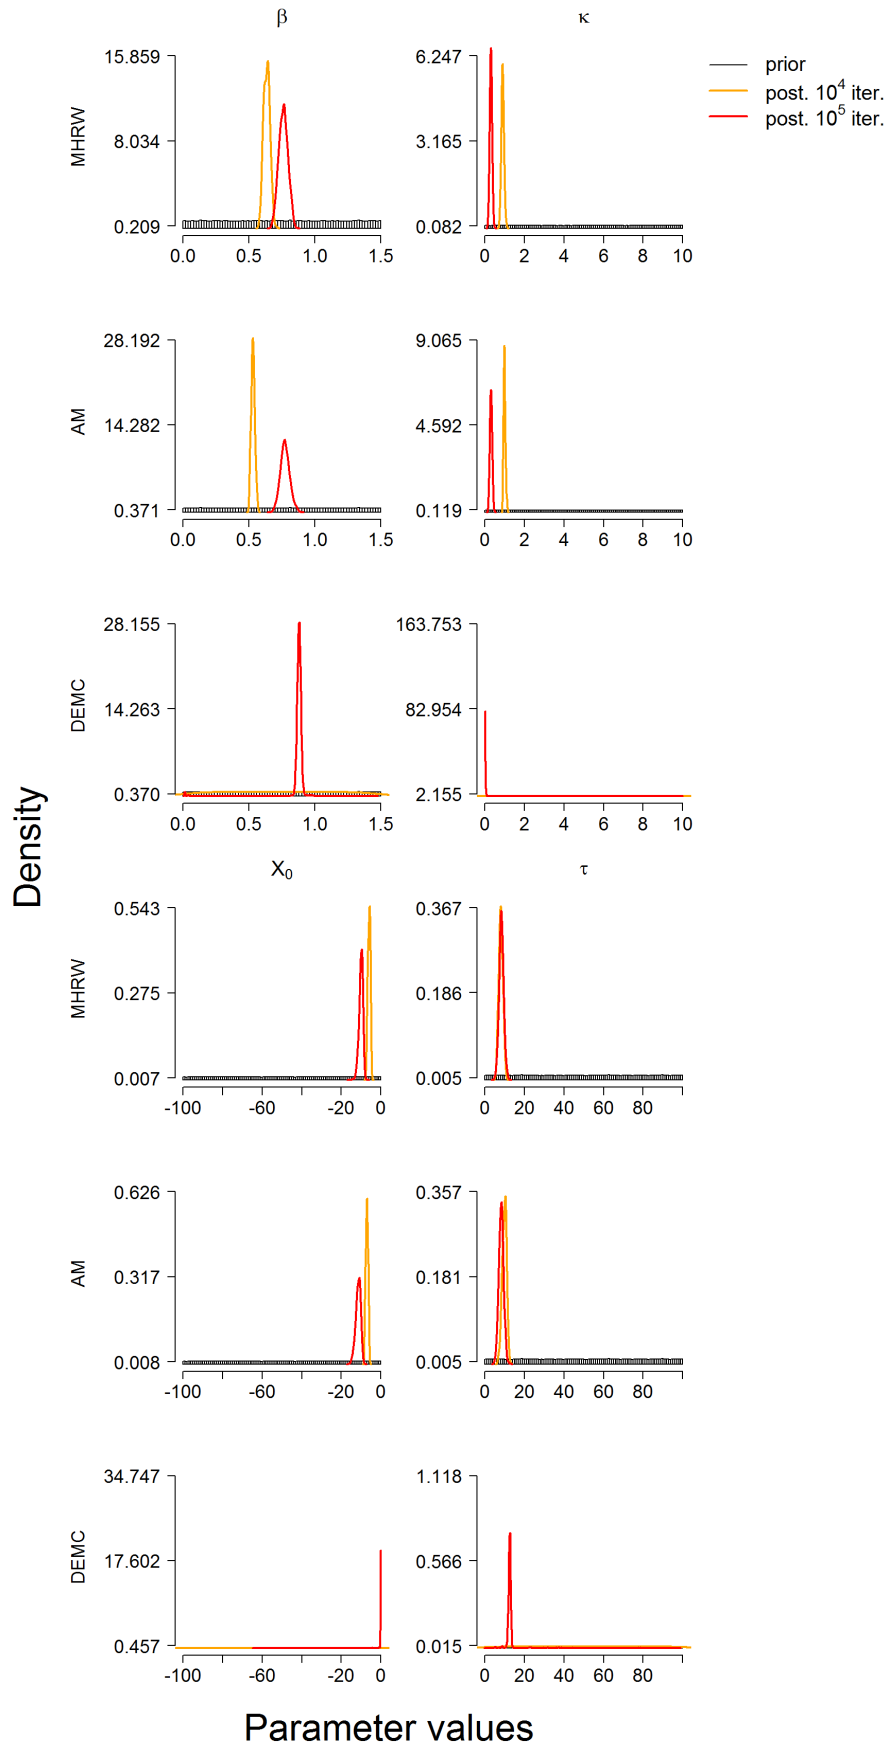 β κ
prior
post. 10⁴ iter.
post. 10⁵ iter.
MHRW
15.859
8.034
0.209
0.0 0.5 1.0 1.5
6.247
3.165
0.082
0 2 4 6 8 10
AM
28.192
14.282
0.371
0.0 0.5 1.0 1.5
9.065
4.592
0.119
0 2 4 6 8 10
DEMC
28.155
14.263
0.370
0.0 0.5 1.0 1.5
163.753
82.954
2.155
0 2 4 6 8 10
Density
X₀ τ
MHRW
0.543
0.275
0.007
-100 -60 -20 0
0.367
0.186
0.005
0 20 40 60 80
AM
0.626
0.317
0.008
-100 -60 -20 0
0.357
0.181
0.005
0 20 40 60 80
DEMC
34.747
17.602
0.457
-100 -60 -20 0
1.118
0.566
0.015
0 20 40 60 80
Parameter values